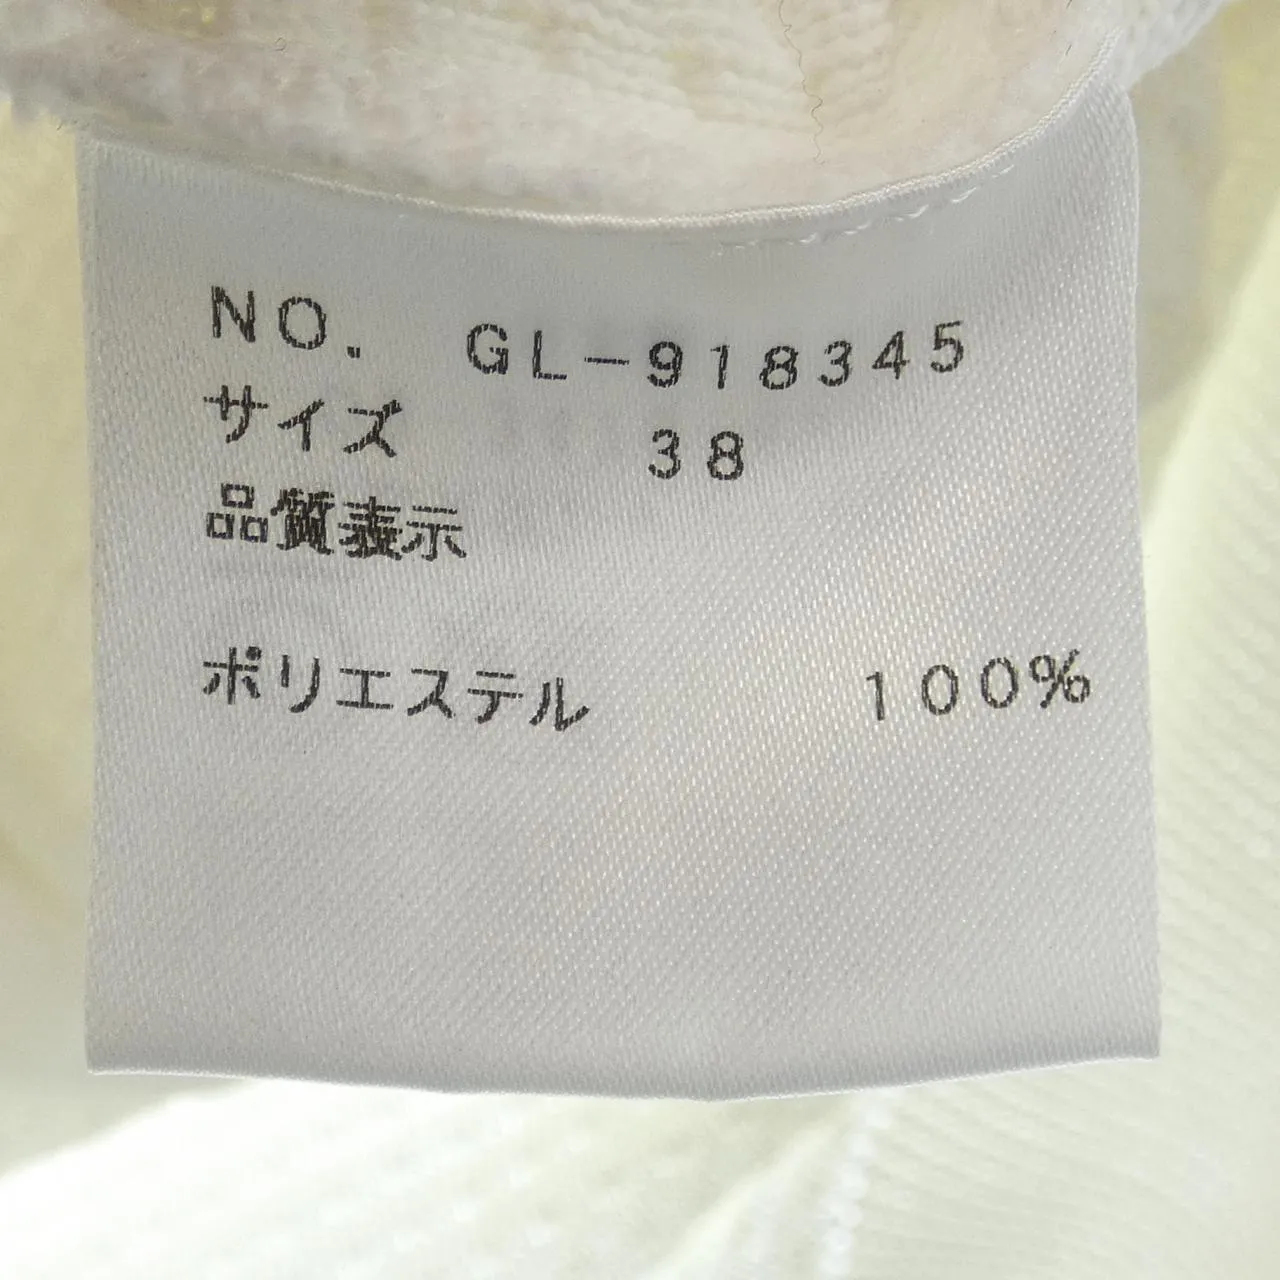 NO. GL-918345
サイズ 38
品質表示
ポリエステル 100%